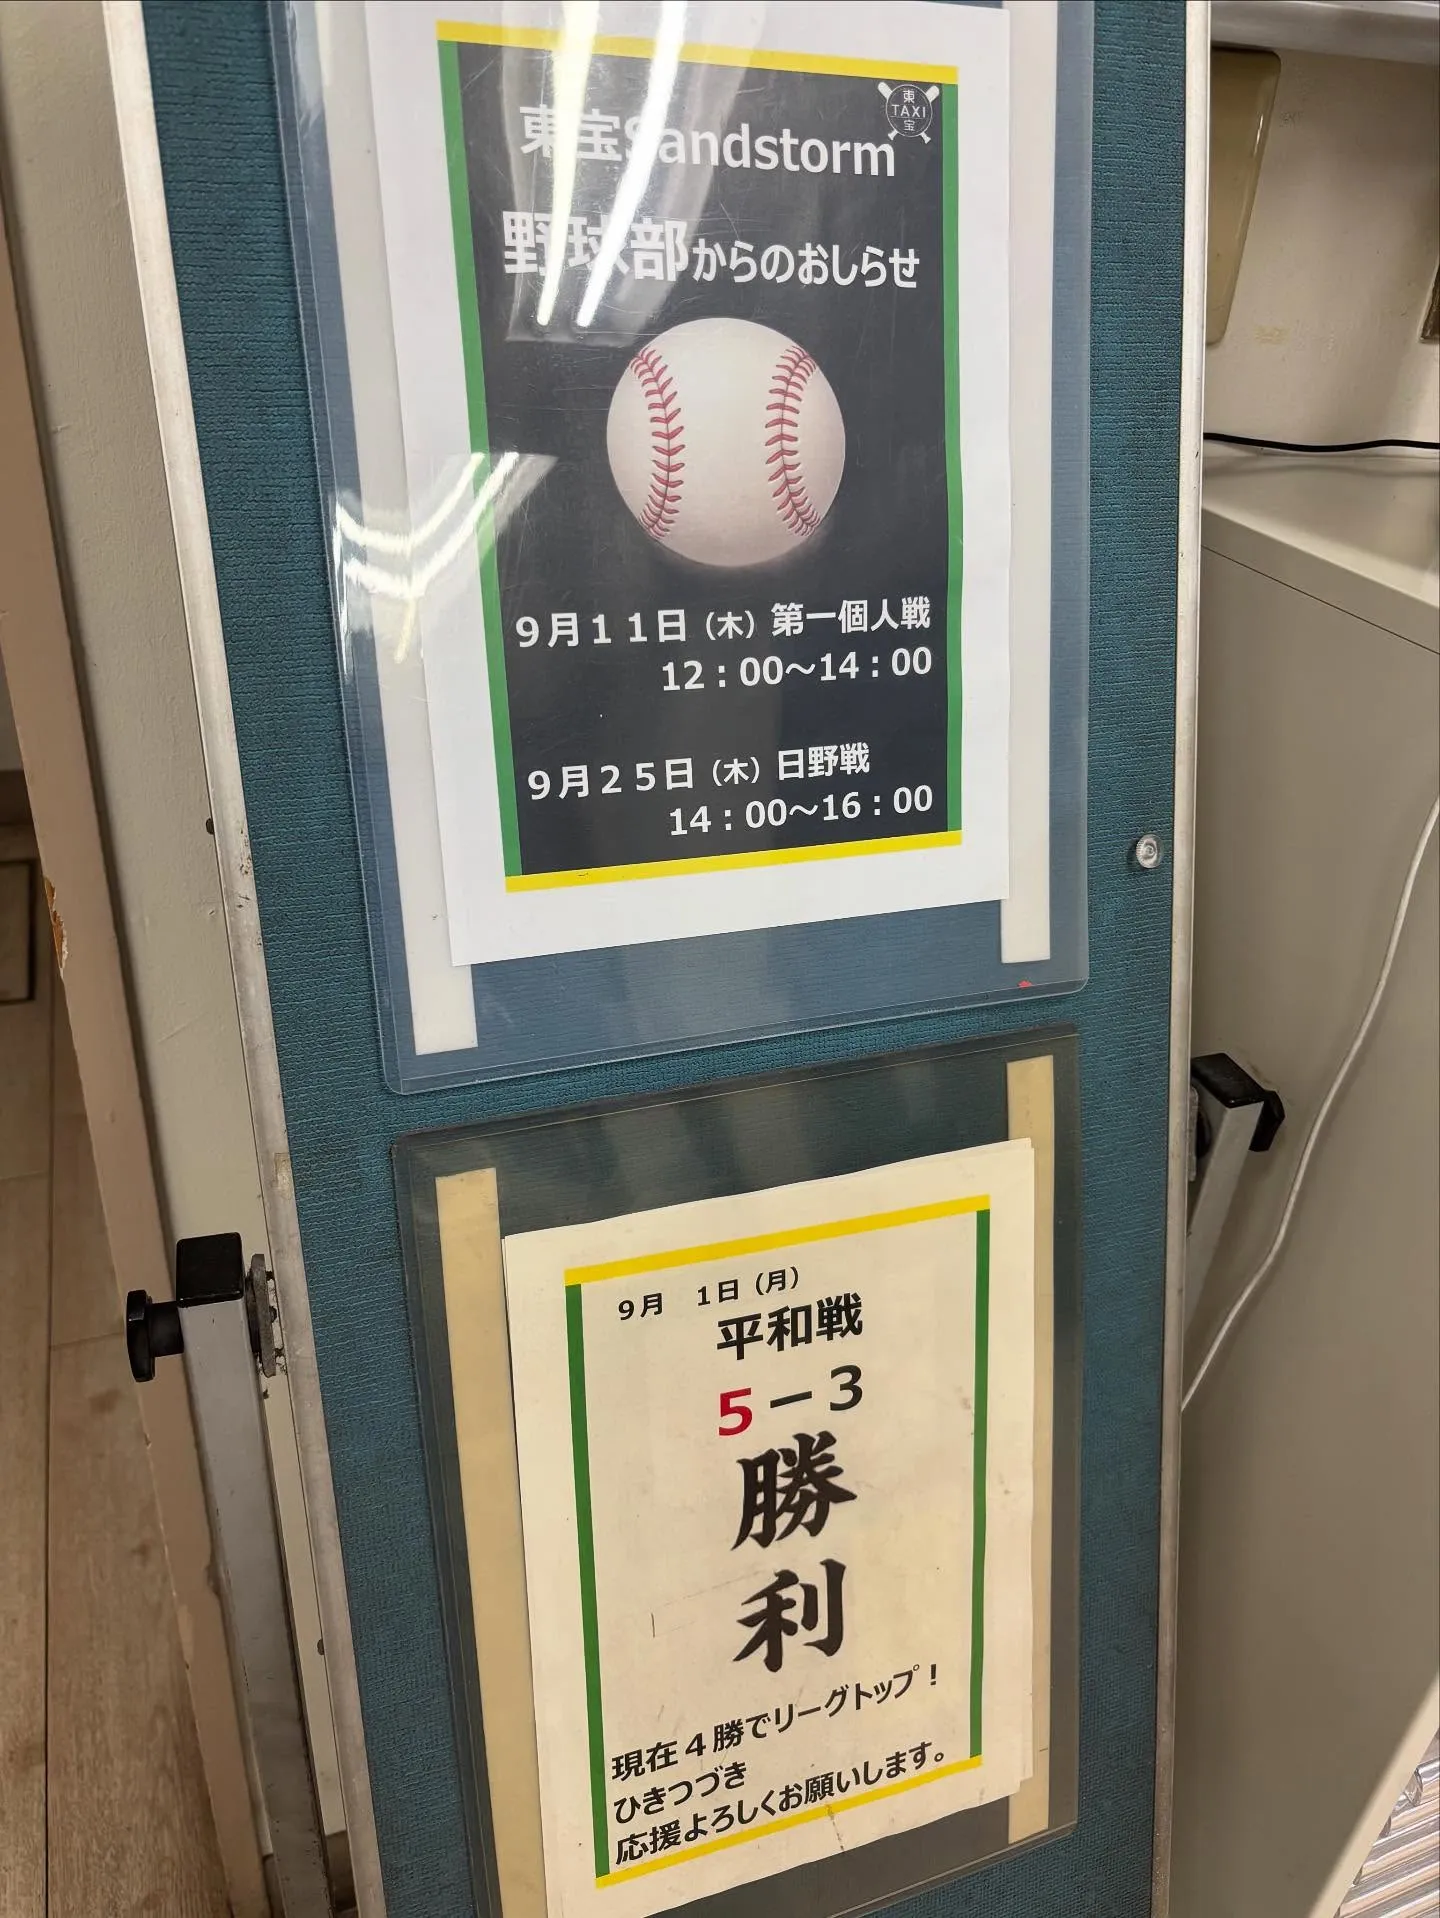 東
TAXI
宝
東宝Sandstorm
野球部からのおしらせ
9月11日（木）第一個人戦
12：00～14：00
9月25日（木）日野戦
14：00～16：00
9月　1日（月）
平和戦
5－3
勝
利
現在４勝でリーグトップ！
ひきつづき
応援よろしくお願いします。